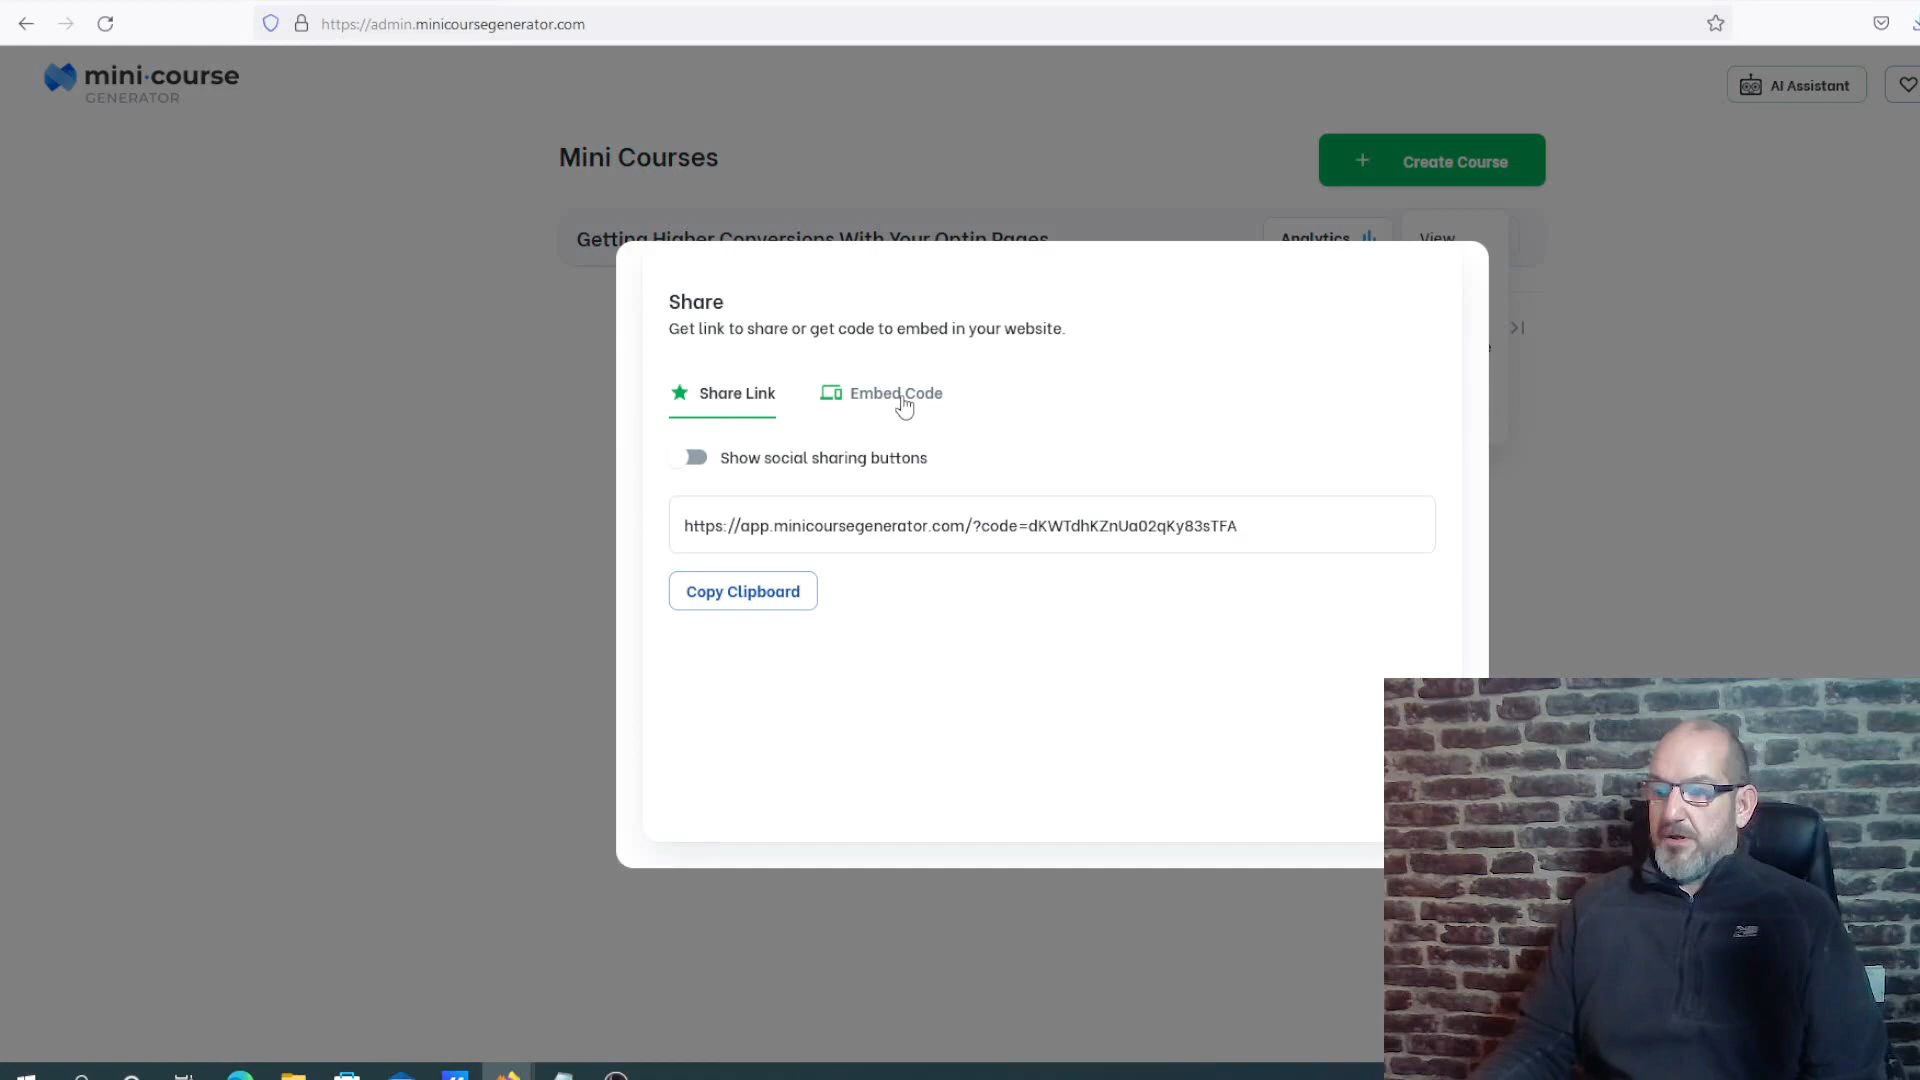 https://admin.minicoursegenerator.com
mini·course
GENERATOR
AI Assistant
Mini Courses
+ Create Course
Getting Higher Conversions With Your Optin Pages
Analytics
View
Share
Get link to share or get code to embed in your website.
Share Link
Embed Code
Show social sharing buttons
https://app.minicoursegenerator.com/?code=dKWTdhKZnUa02qKy83sTFA
Copy Clipboard